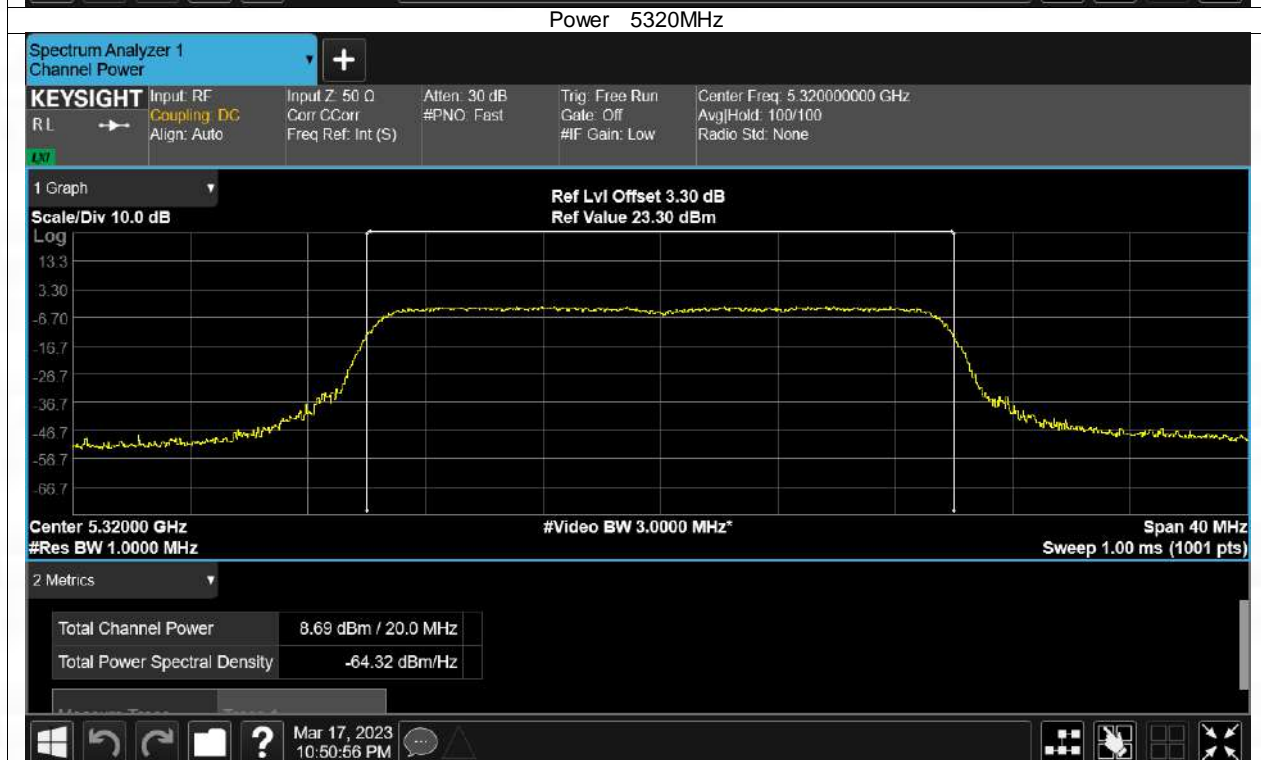 Power 5320MHz
Spectrum Analyzer 1
Channel Power
KEYSIGHT
RL
LXI
Input: RF
Coupling: DC
Align: Auto
Input Z: 50 Ω
Corr CCorr
Freq Ref: Int (S)
Atten: 30 dB
#PNO: Fast
Trig: Free Run
Gate: Off
#IF Gain: Low
Center Freq: 5.320000000 GHz
Avg|Hold: 100/100
Radio Std: None
1 Graph
Scale/Div 10.0 dB
Ref Lvl Offset 3.30 dB
Ref Value 23.30 dBm
Log
13.3
3.30
-6.70
-16.7
-26.7
-36.7
-46.7
-56.7
-66.7
Center 5.32000 GHz
#Res BW 1.0000 MHz
#Video BW 3.0000 MHz*
Span 40 MHz
Sweep 1.00 ms (1001 pts)
2 Metrics
Total Channel Power 8.69 dBm / 20.0 MHz
Total Power Spectral Density -64.32 dBm/Hz
?
Mar 17, 2023
10:50:56 PM